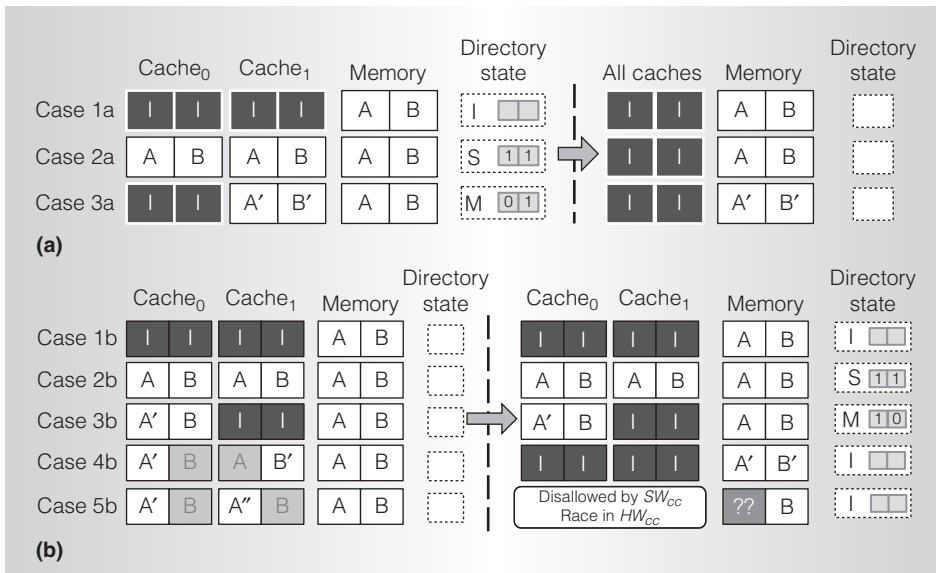 Cache₀ Cache₁ Memory Directory state All caches Memory Directory state
Case 1a I I I I A B I I I A B
Case 2a A B A B A B S 1 1 I I A B
Case 3a I I A′ B′ A B M 0 1 I I A′ B′
(a)
Cache₀ Cache₁ Memory Directory state Cache₀ Cache₁ Memory Directory state
Case 1b I I I I A B I I I I A B I
Case 2b A B A B A B A B A B A B S 1 1
Case 3b A′ B I I A B A′ B I I A B M 1 0
Case 4b A′ B A B′ A B I I I I A′ B′ I
Case 5b A′ B A″ B A B Disallowed by SWcc ?? B I
Race in HWcc
(b)